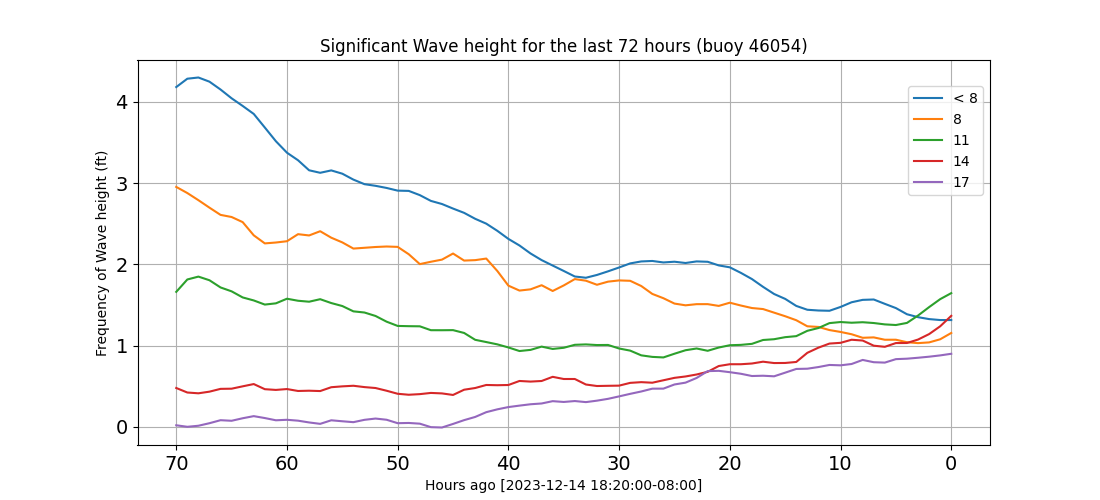 Significant Wave height for the last 72 hours (buoy 46054)
Frequency of Wave height (ft)
4
3
2
1
0
< 8
8
11
14
17
70 60 50 40 30 20 10 0
Hours ago [2023-12-14 18:20:00-08:00]